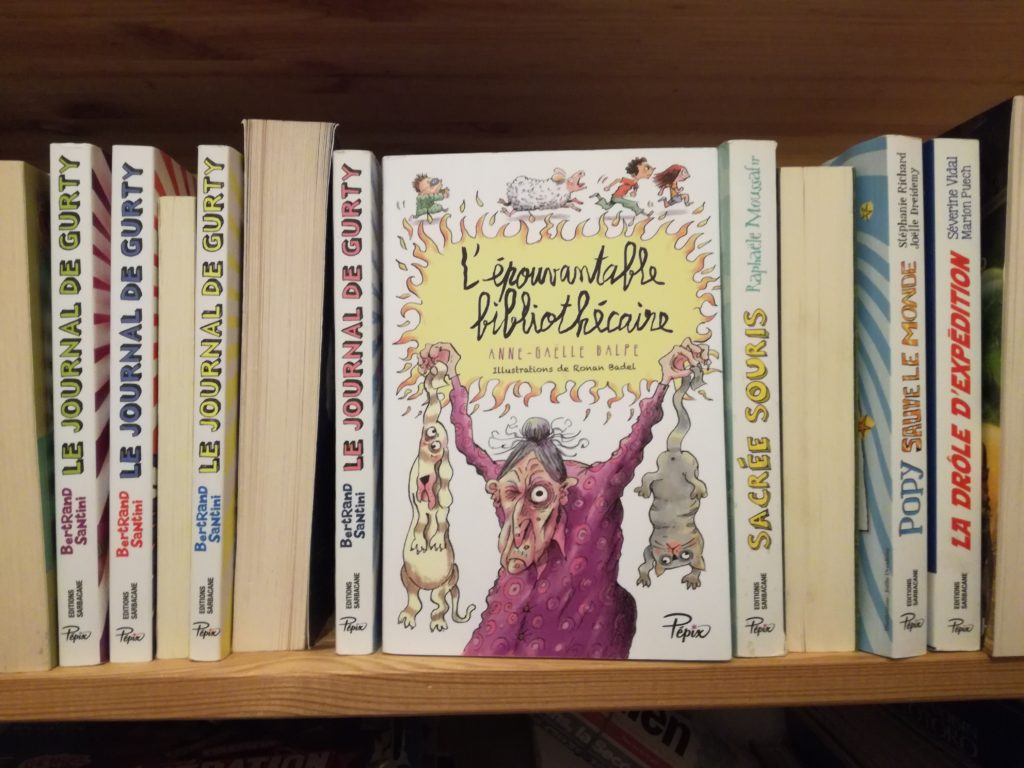 LE JOURNAL DE GURTY
BERTRAND
SANTINI
EDITIONS
SARBACANE
Pépix
LE JOURNAL DE GURTY
BERTRAND
SANTINI
EDITIONS
SARBACANE
Pépix
LE JOURNAL DE GURTY
BERTRAND
SANTINI
EDITIONS
SARBACANE
Pépix
LE JOURNAL DE GURTY
BERTRAND
SANTINI
EDITIONS
SARBACANE
Pépix
L'épouvantable
bibliothécaire
ANNE-GAËLLE BALPE
Illustrations de Ronan Badel
Pépix
Raphaële Moussafir
SACRÉE SOURIS
EDITIONS
SARBACANE
Pépix
Stéphanie Richard
Joëlle Dreidemy
POPY SAUVE LE MONDE
EDITIONS
SARBACANE
Pépix
Séverine Vidal
Marion Puech
LA DRÔLE D'EXPÉDITION
EDITIONS
SARBACANE
Pépix